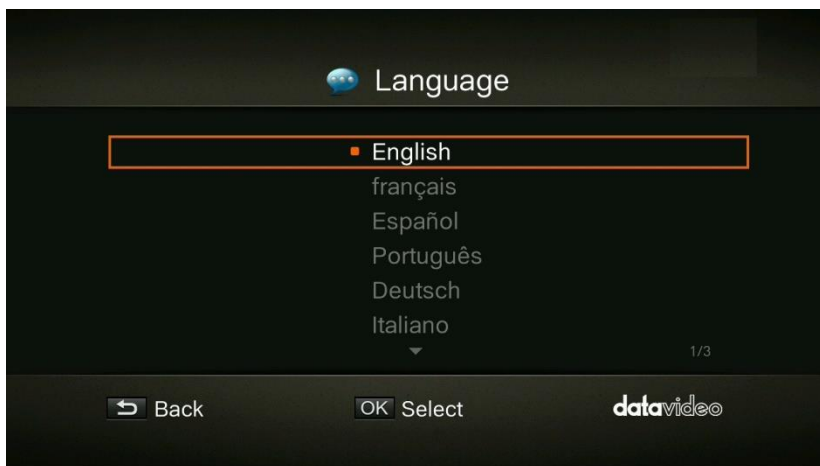 Language
English
français
Español
Português
Deutsch
Italiano
1/3
Back
OK Select
datavideo